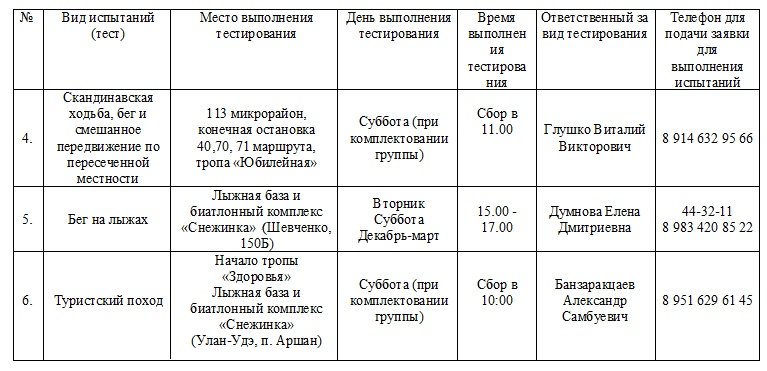 №
Вид испытаний
(тест)
Место выполнения
тестирования
День выполнения
тестирования
Время
выполнен
ия
тестирова
ния
Ответственный за
вид тестирования
Телефон для
подачи заявки
для
выполнения
испытаний
4.
Скандинавская
ходьба, бег и
смешанное
передвижение по
пересеченной
местности
113 микрорайон,
конечная остановка
40,70, 71 маршрута,
тропа «Юбилейная»
Суббота (при
комплектовании
группы)
Сбор в
11.00
Глушко Виталий
Викторович
8 914 632 95 66
5.
Бег на лыжах
Лыжная база и
биатлонный комплекс
«Снежинка» (Шевченко,
150Б)
Вторник
Суббота
Декабрь-март
15.00 -
17.00
Думнова Елена
Дмитриевна
44-32-11
8 983 420 85 22
6.
Туристский поход
Начало тропы
«Здоровья»
Лыжная база и
биатлонный комплекс
«Снежинка»
(Улан-Удэ, п. Аршан)
Суббота (при
комплектовании
группы)
Сбор в
10:00
Банзаракцаев
Александр
Самбуевич
8 951 629 61 45